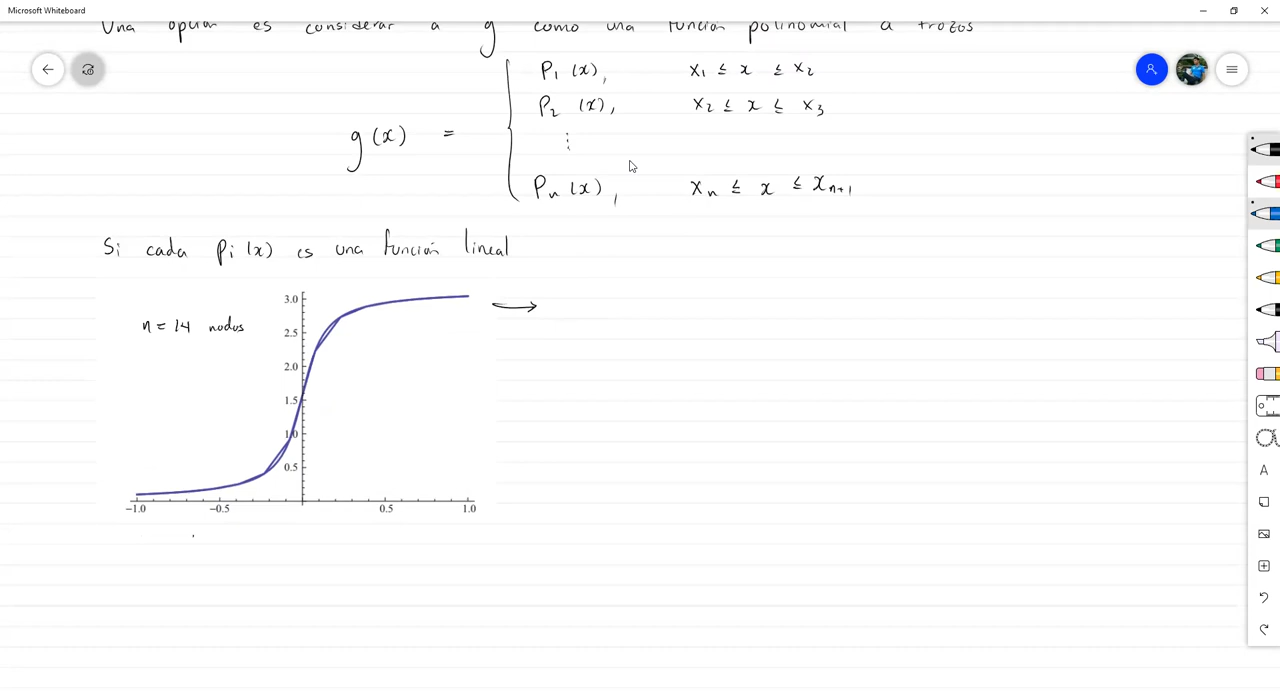 Microsoft Whiteboard
Una opción es considerar a g como una función polinomial a trozos
P₁(x), x₁ ≤ x ≤ x₂
P₂(x), x₂ ≤ x ≤ x₃
g(x) = ⋮
Pₙ(x), xₙ ≤ x ≤ xₙ₊₁
Si cada pᵢ(x) es una función lineal
n = 14 nodos
3.0
2.5
2.0
1.5
1.0
0.5
−1.0 −0.5 0.5 1.0
A